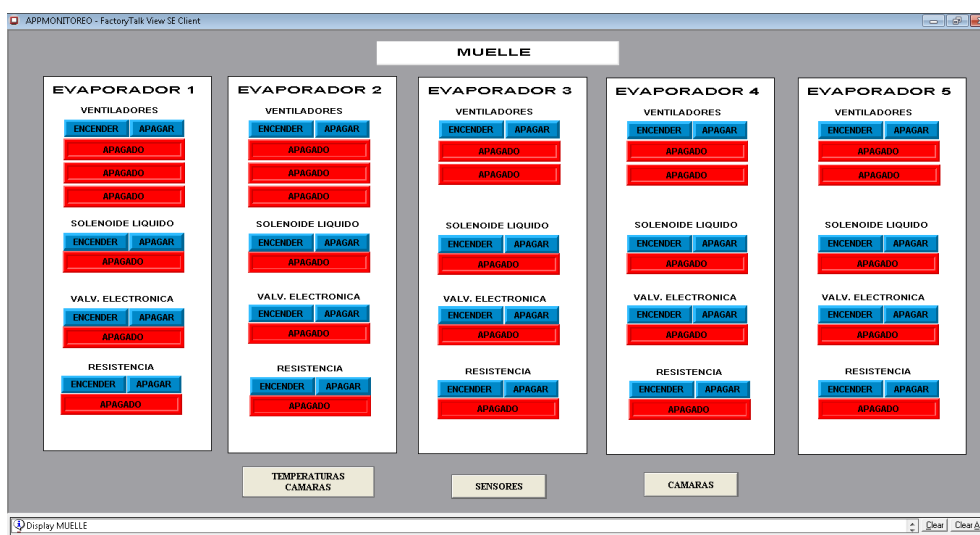 APPMONITOREO - FactoryTalk View SE Client
MUELLE
EVAPORADOR 1
VENTILADORES
ENCENDER APAGAR
APAGADO
APAGADO
APAGADO
SOLENOIDE LIQUIDO
ENCENDER APAGAR
APAGADO
VALV. ELECTRONICA
ENCENDER APAGAR
APAGADO
RESISTENCIA
ENCENDER APAGAR
APAGADO
EVAPORADOR 2
VENTILADORES
ENCENDER APAGAR
APAGADO
APAGADO
APAGADO
SOLENOIDE LIQUIDO
ENCENDER APAGAR
APAGADO
VALV. ELECTRONICA
ENCENDER APAGAR
APAGADO
RESISTENCIA
ENCENDER APAGAR
APAGADO
EVAPORADOR 3
VENTILADORES
ENCENDER APAGAR
APAGADO
APAGADO
SOLENOIDE LIQUIDO
ENCENDER APAGAR
APAGADO
VALV. ELECTRONICA
ENCENDER APAGAR
APAGADO
RESISTENCIA
ENCENDER APAGAR
APAGADO
EVAPORADOR 4
VENTILADORES
ENCENDER APAGAR
APAGADO
APAGADO
SOLENOIDE LIQUIDO
ENCENDER APAGAR
APAGADO
VALV. ELECTRONICA
ENCENDER APAGAR
APAGADO
RESISTENCIA
ENCENDER APAGAR
APAGADO
EVAPORADOR 5
VENTILADORES
ENCENDER APAGAR
APAGADO
APAGADO
SOLENOIDE LIQUIDO
ENCENDER APAGAR
APAGADO
VALV. ELECTRONICA
ENCENDER APAGAR
APAGADO
RESISTENCIA
ENCENDER APAGAR
APAGADO
TEMPERATURAS
CAMARAS
SENSORES
CAMARAS
Display MUELLE
Clear Clear A